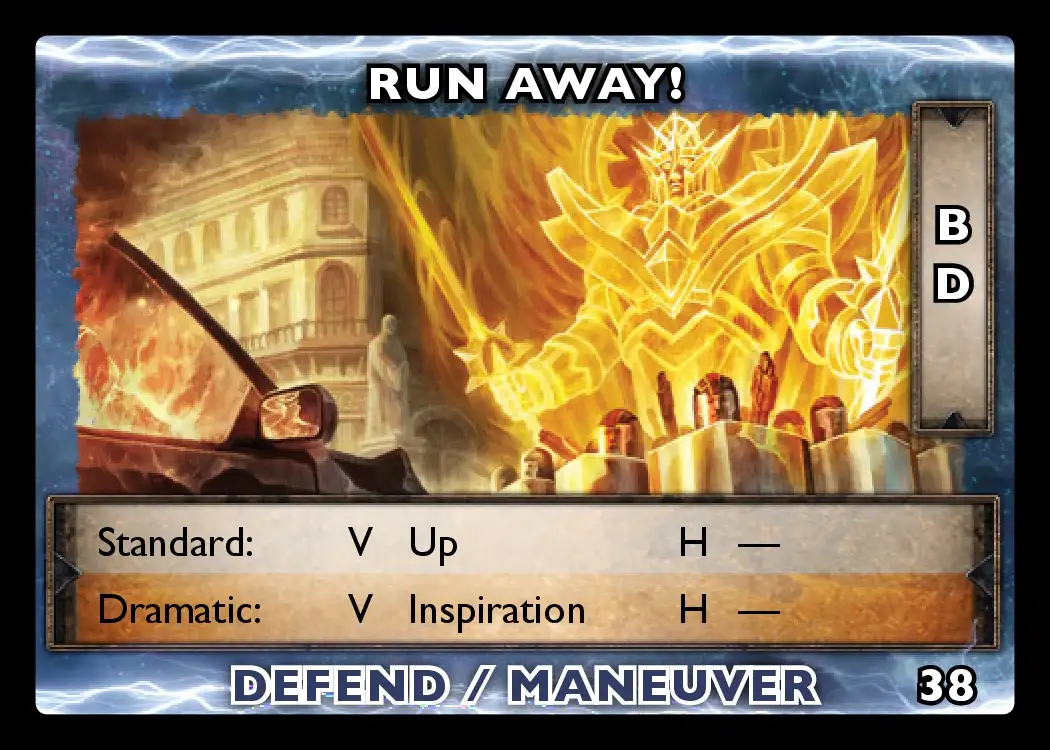 RUN AWAY!
B
D
Standard: V Up H —
Dramatic: V Inspiration H —
DEFEND / MANEUVER
38